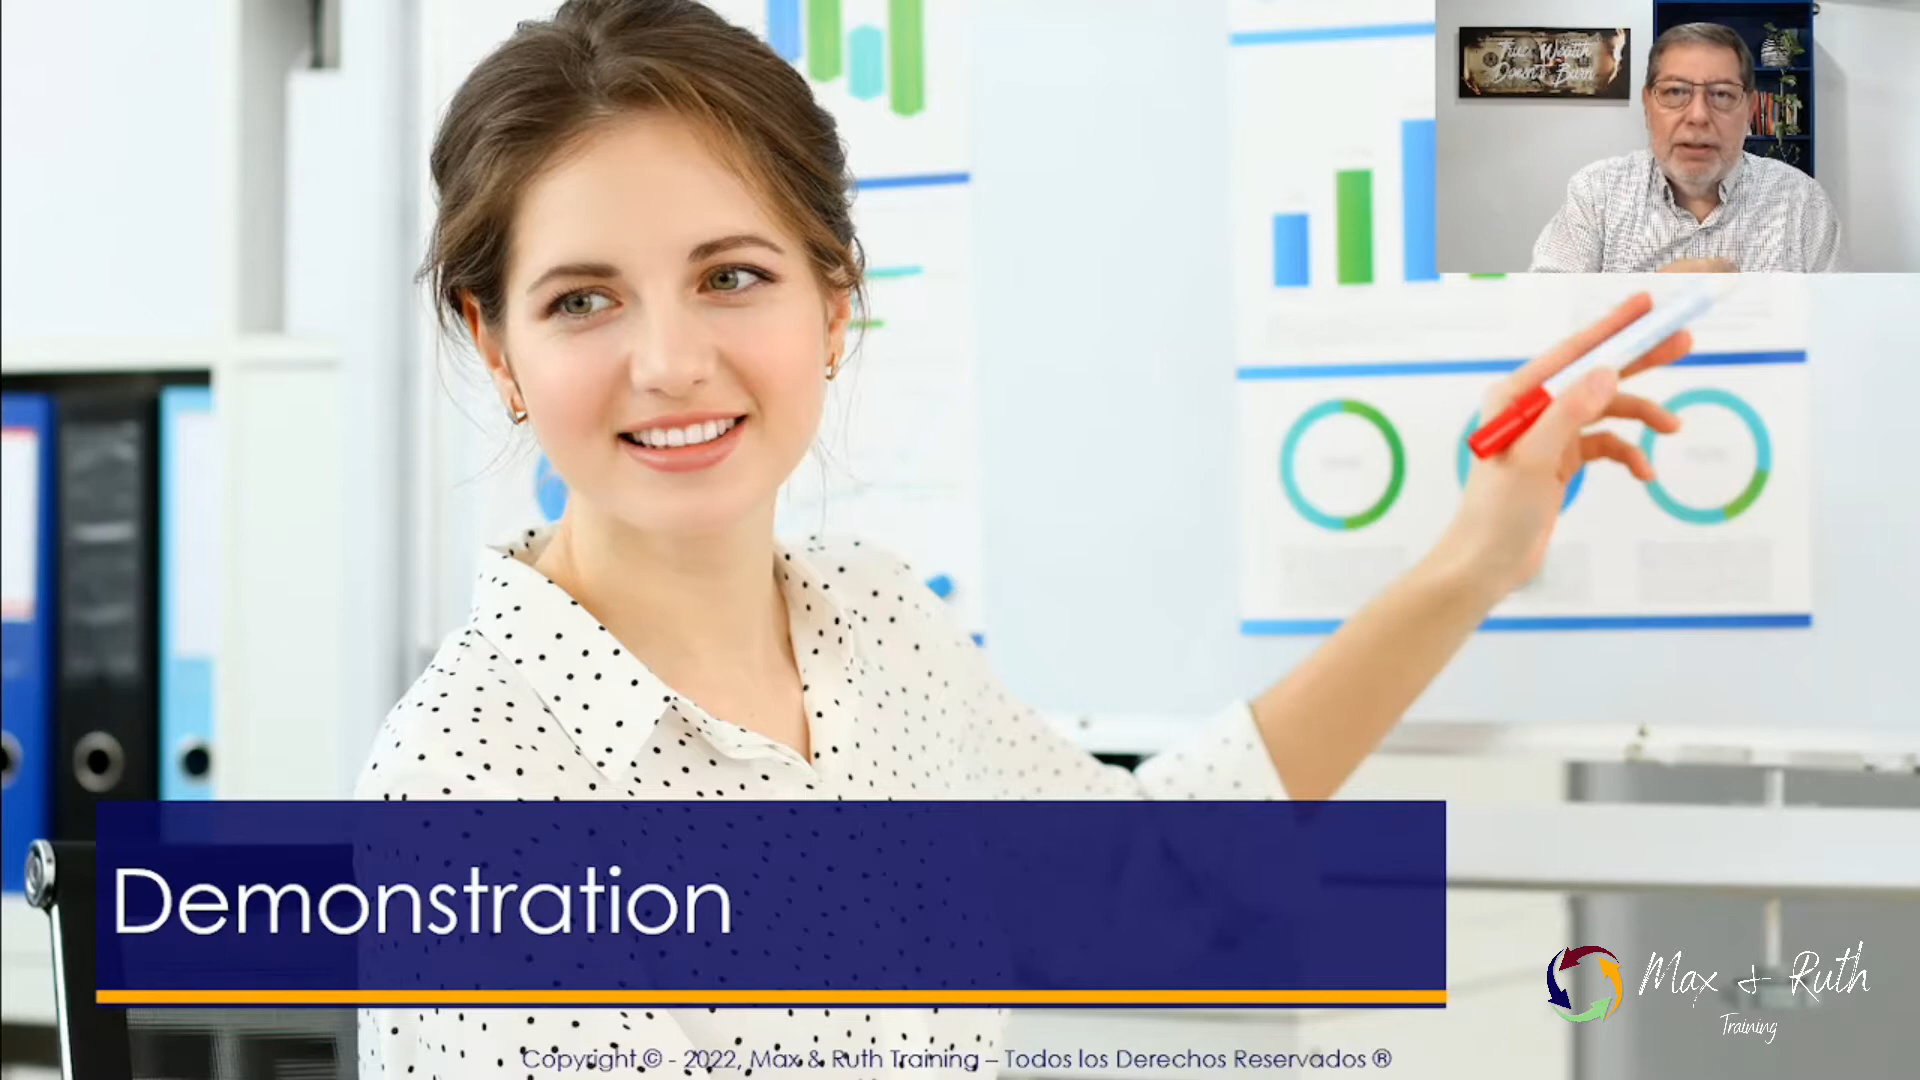 True Wealth
Doesn't Burn
Demonstration
Max & Ruth
Training
Copyright © - 2022, Max & Ruth Training – Todos los Derechos Reservados ®